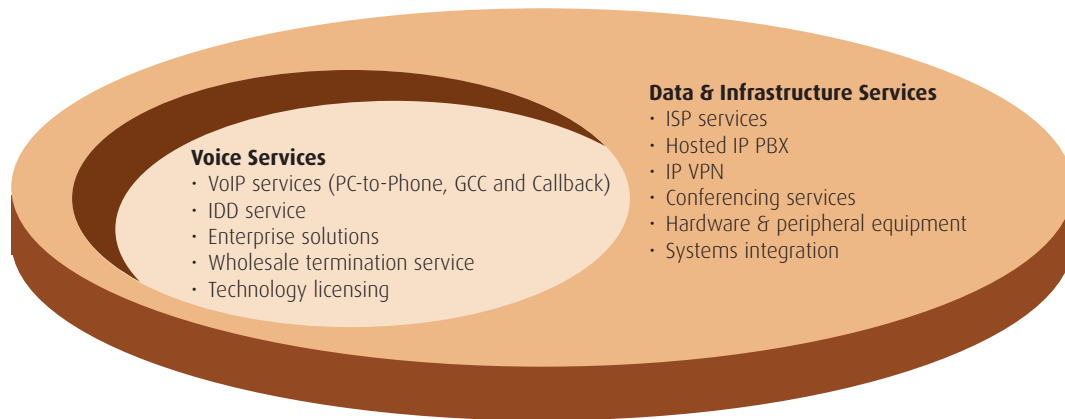 Voice Services
· VoIP services (PC-to-Phone, GCC and Callback)
· IDD service
· Enterprise solutions
· Wholesale termination service
· Technology licensing
Data & Infrastructure Services
· ISP services
· Hosted IP PBX
· IP VPN
· Conferencing services
· Hardware & peripheral equipment
· Systems integration